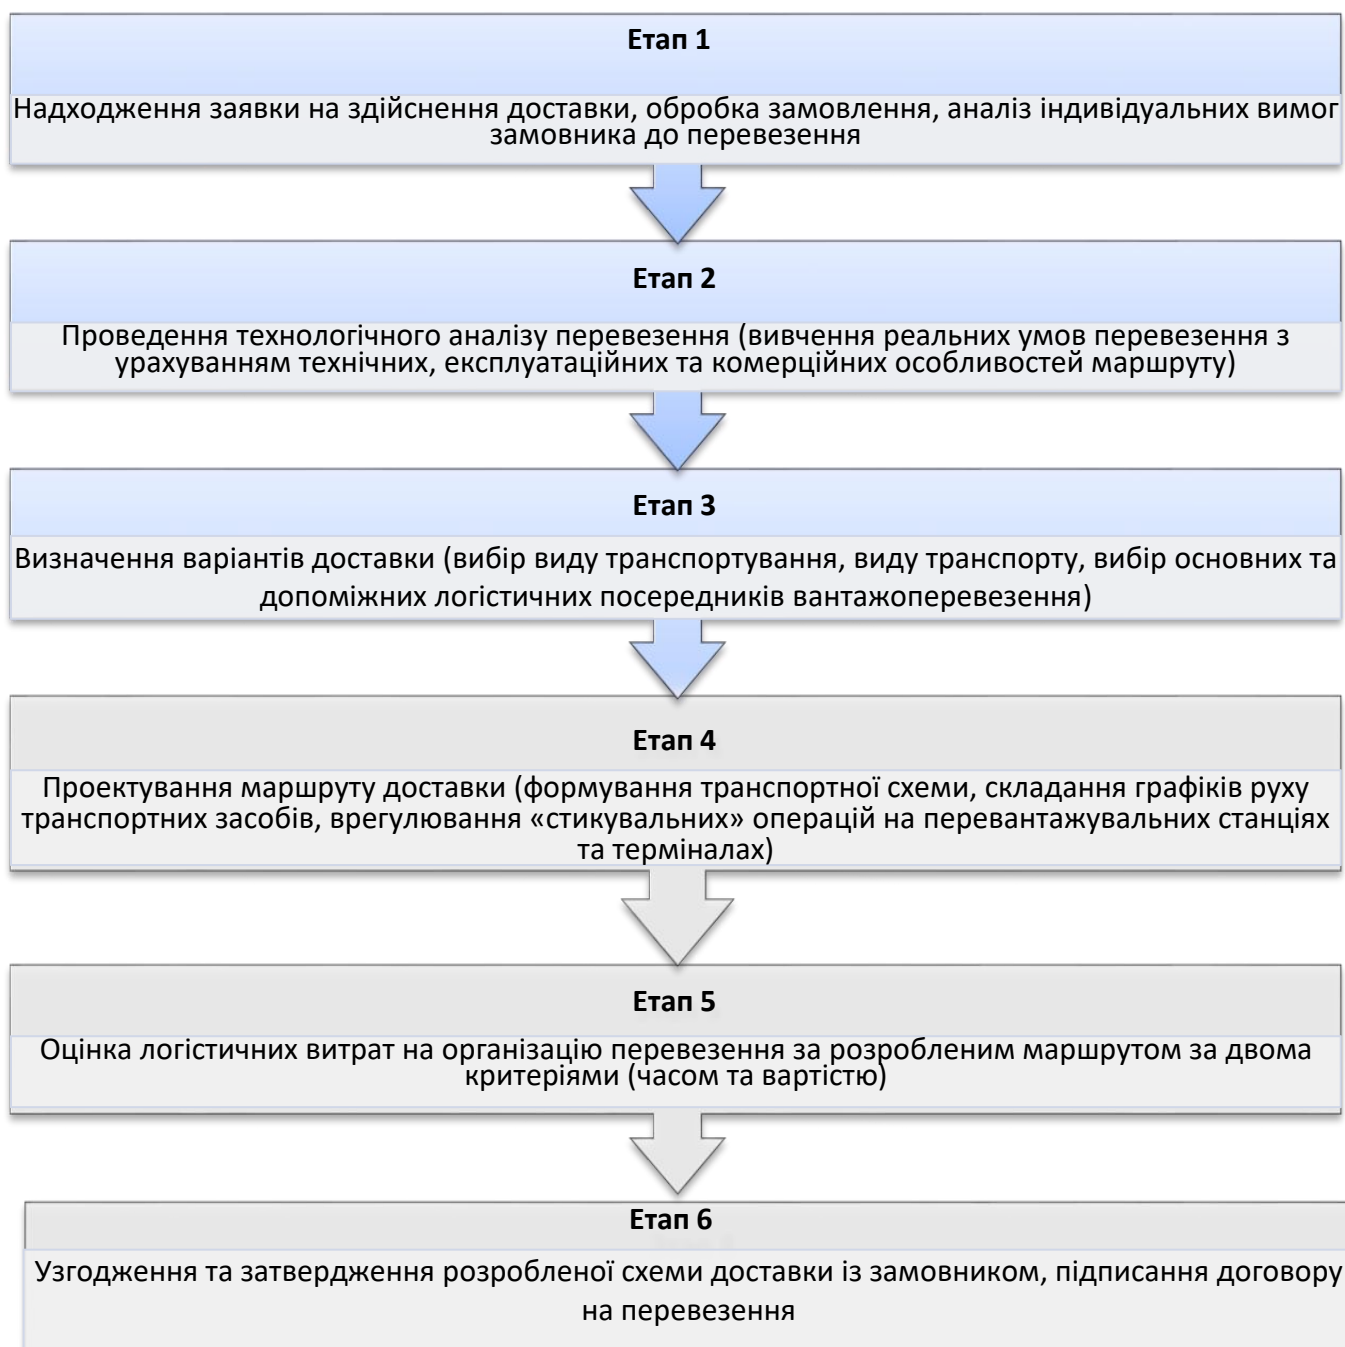 Етап 1
Надходження заявки на здійснення доставки, обробка замовлення, аналіз індивідуальних вимог
замовника до перевезення
Етап 2
Проведення технологічного аналізу перевезення (вивчення реальних умов перевезення з
урахуванням технічних, експлуатаційних та комерційних особливостей маршруту)
Етап 3
Визначення варіантів доставки (вибір виду транспортування, виду транспорту, вибір основних та
допоміжних логістичних посередників вантажоперевезення)
Етап 4
Проектування маршруту доставки (формування транспортної схеми, складання графіків руху
транспортних засобів, врегулювання «стикувальних» операцій на перевантажувальних станціях
та терміналах)
Етап 5
Оцінка логістичних витрат на організацію перевезення за розробленим маршрутом за двома
критеріями (часом та вартістю)
Етап 6
Узгодження та затвердження розробленої схеми доставки із замовником, підписання договору
на перевезення